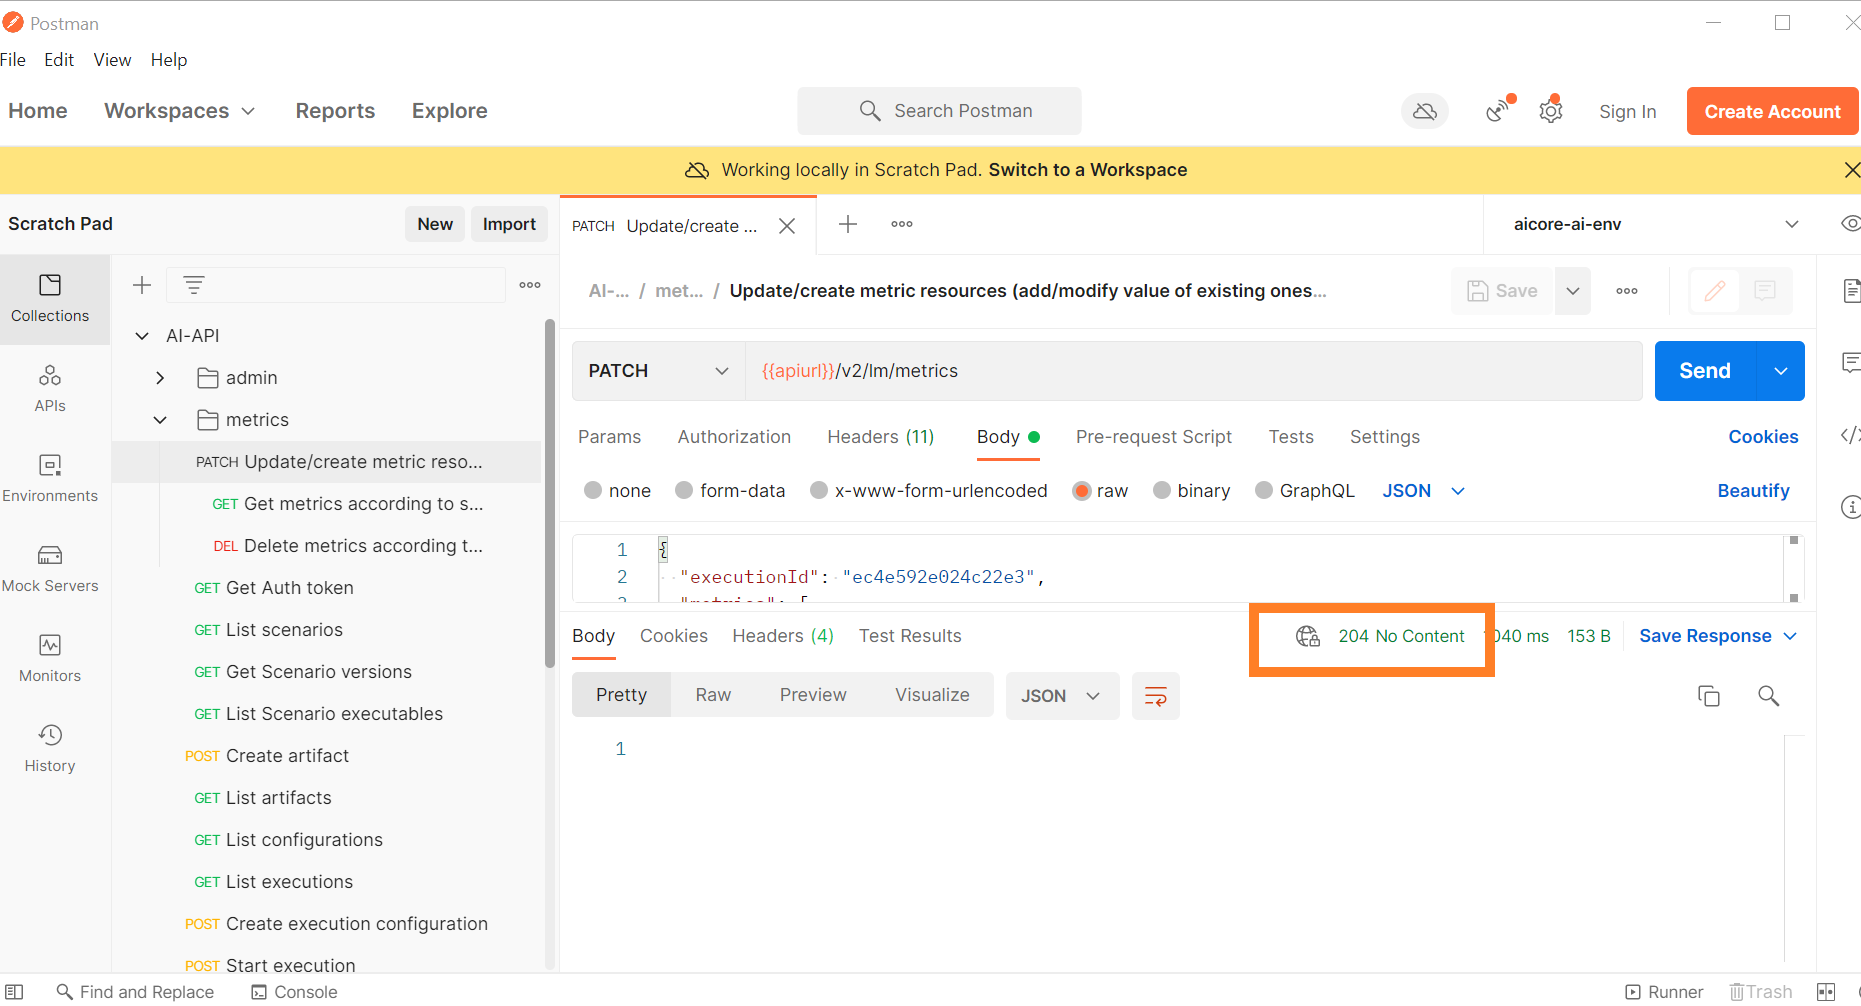 Postman
File Edit View Help
Home Workspaces Reports Explore Search Postman Sign In Create Account
Working locally in Scratch Pad. Switch to a Workspace
Scratch Pad New Import
PATCH Update/create ... aicore-ai-env
AI-... / met... / Update/create metric resources (add/modify value of existing ones... Save
Collections
APIs
Environments
Mock Servers
Monitors
History
AI-API
admin
metrics
PATCH Update/create metric reso...
GET Get metrics according to s...
DEL Delete metrics according t...
GET Get Auth token
GET List scenarios
GET Get Scenario versions
GET List Scenario executables
POST Create artifact
GET List artifacts
GET List configurations
GET List executions
POST Create execution configuration
POST Start execution
PATCH {{apiurl}}/v2/lm/metrics Send
Params Authorization Headers (11) Body Pre-request Script Tests Settings Cookies
none form-data x-www-form-urlencoded raw binary GraphQL JSON Beautify
1 {
2 "executionId": "ec4e592e024c22e3",
3 "metrics": [
Body Cookies Headers (4) Test Results 204 No Content 040 ms 153 B Save Response
Pretty Raw Preview Visualize JSON
1
Find and Replace Console Runner Trash